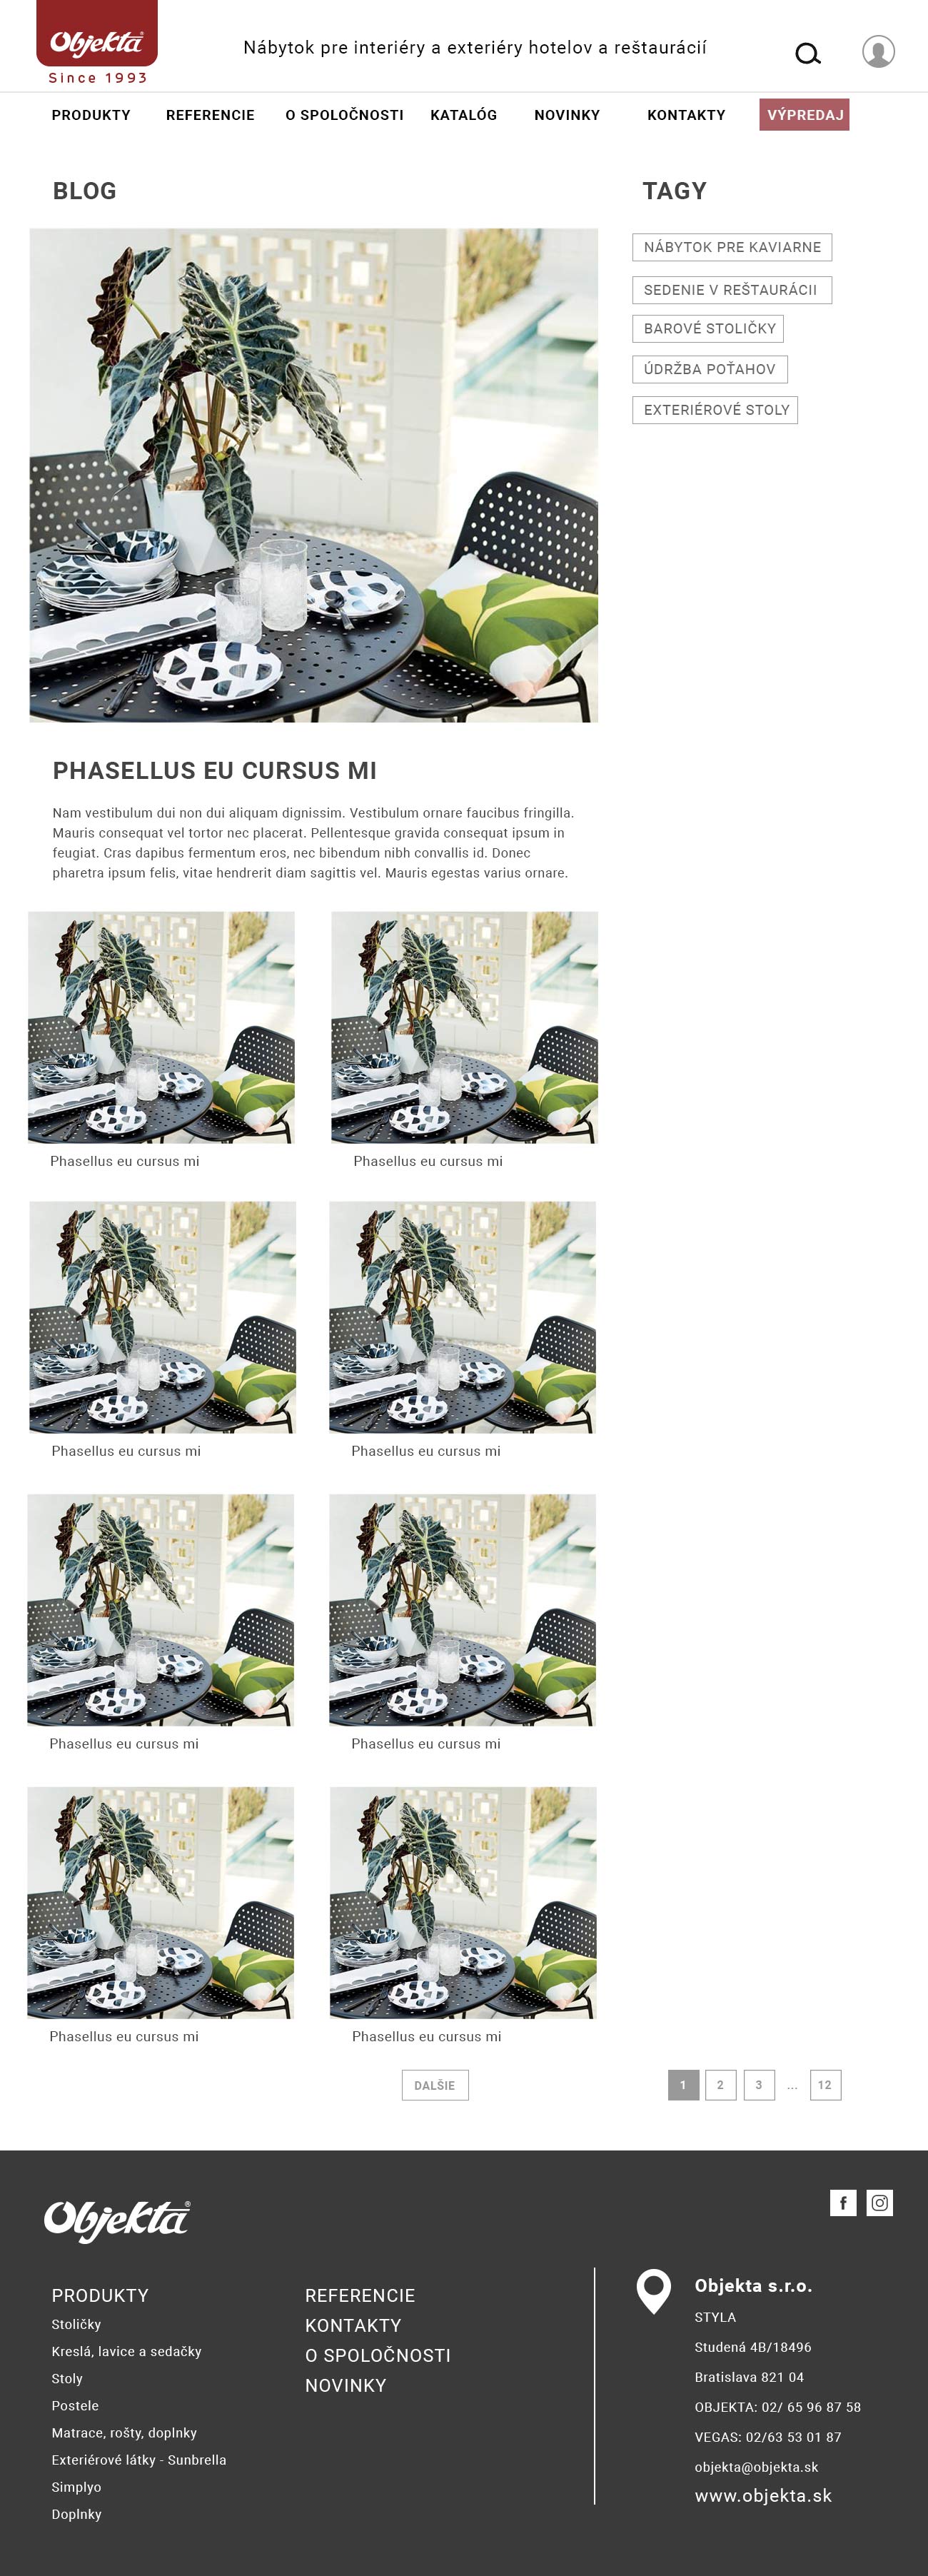 Objekta®
Since 1993
Nábytok pre interiéry a exteriéry hotelov a reštaurácií
PRODUKTY REFERENCIE O SPOLOČNOSTI KATALÓG NOVINKY KONTAKTY VÝPREDAJ
BLOG
TAGY
NÁBYTOK PRE KAVIARNE
SEDENIE V REŠTAURÁCII
BAROVÉ STOLIČKY
ÚDRŽBA POŤAHOV
EXTERIÉROVÉ STOLY
PHASELLUS EU CURSUS MI
Nam vestibulum dui non dui aliquam dignissim. Vestibulum ornare faucibus fringilla.
Mauris consequat vel tortor nec placerat. Pellentesque gravida consequat ipsum in
feugiat. Cras dapibus fermentum eros, nec bibendum nibh convallis id. Donec
pharetra ipsum felis, vitae hendrerit diam sagittis vel. Mauris egestas varius ornare.
Phasellus eu cursus mi
Phasellus eu cursus mi
Phasellus eu cursus mi
Phasellus eu cursus mi
Phasellus eu cursus mi
Phasellus eu cursus mi
Phasellus eu cursus mi
Phasellus eu cursus mi
DALŠIE
1 2 3 ... 12
Objekta®
PRODUKTY
Stoličky
Kreslá, lavice a sedačky
Stoly
Postele
Matrace, rošty, doplnky
Exteriérové látky - Sunbrella
Simplyo
Doplnky
REFERENCIE
KONTAKTY
O SPOLOČNOSTI
NOVINKY
Objekta s.r.o.
STYLA
Studená 4B/18496
Bratislava 821 04
OBJEKTA: 02/ 65 96 87 58
VEGAS: 02/63 53 01 87
objekta@objekta.sk
www.objekta.sk